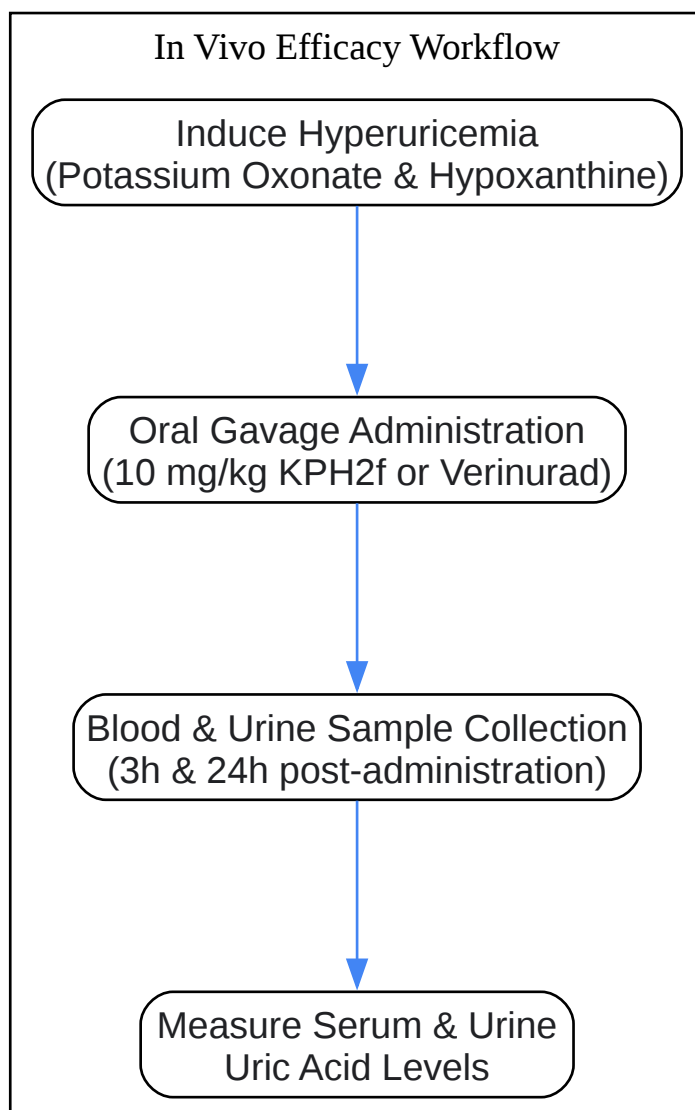 In Vivo Efficacy Workflow
Induce Hyperuricemia
(Potassium Oxonate & Hypoxanthine)
Oral Gavage Administration
(10 mg/kg KPH2f or Verinurad)
Blood & Urine Sample Collection
(3h & 24h post-administration)
Measure Serum & Urine
Uric Acid Levels